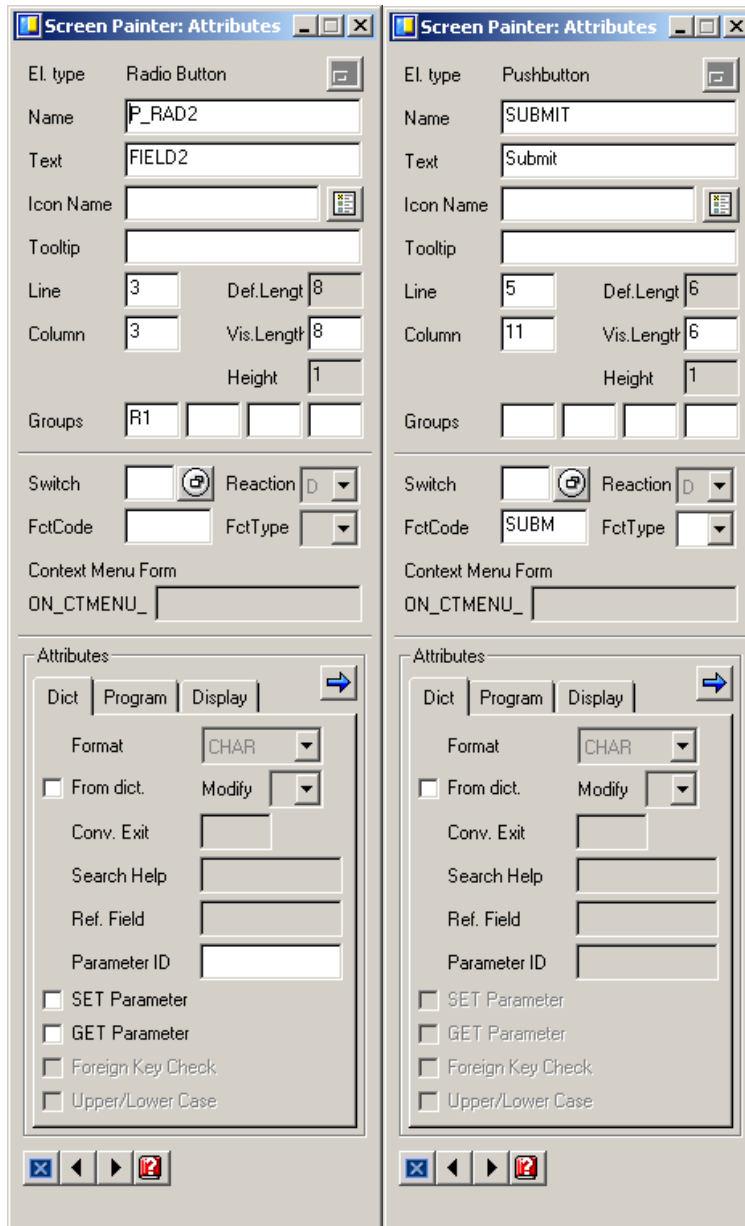 Screen Painter: Attributes
El. type Radio Button
Name P_RAD2
Text FIELD2
Icon Name
Tooltip
Line 3 Def.Lengt 8
Column 3 Vis.Length 8
Height 1
Groups R1
Switch Reaction D
FctCode FctType
Context Menu Form
ON_CTMENU_
Attributes
Dict Program Display
Format CHAR
From dict. Modify
Conv. Exit
Search Help
Ref. Field
Parameter ID
SET Parameter
GET Parameter
Foreign Key Check
Upper/Lower Case
Screen Painter: Attributes
El. type Pushbutton
Name SUBMIT
Text Submit
Icon Name
Tooltip
Line 5 Def.Lengt 6
Column 11 Vis.Length 6
Height 1
Groups
Switch Reaction D
FctCode SUBM FctType
Context Menu Form
ON_CTMENU_
Attributes
Dict Program Display
Format CHAR
From dict. Modify
Conv. Exit
Search Help
Ref. Field
Parameter ID
SET Parameter
GET Parameter
Foreign Key Check
Upper/Lower Case